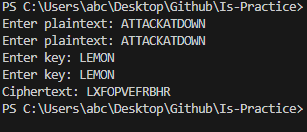 PS C:\Users\abc\Desktop\Github\Is-Practice>
Enter plaintext: ATTACKATDOWN
Enter plaintext: ATTACKATDOWN
Enter key: LEMON
Enter key: LEMON
Ciphertext: LXFOPVEFRBHR
PS C:\Users\abc\Desktop\Github\Is-Practice>